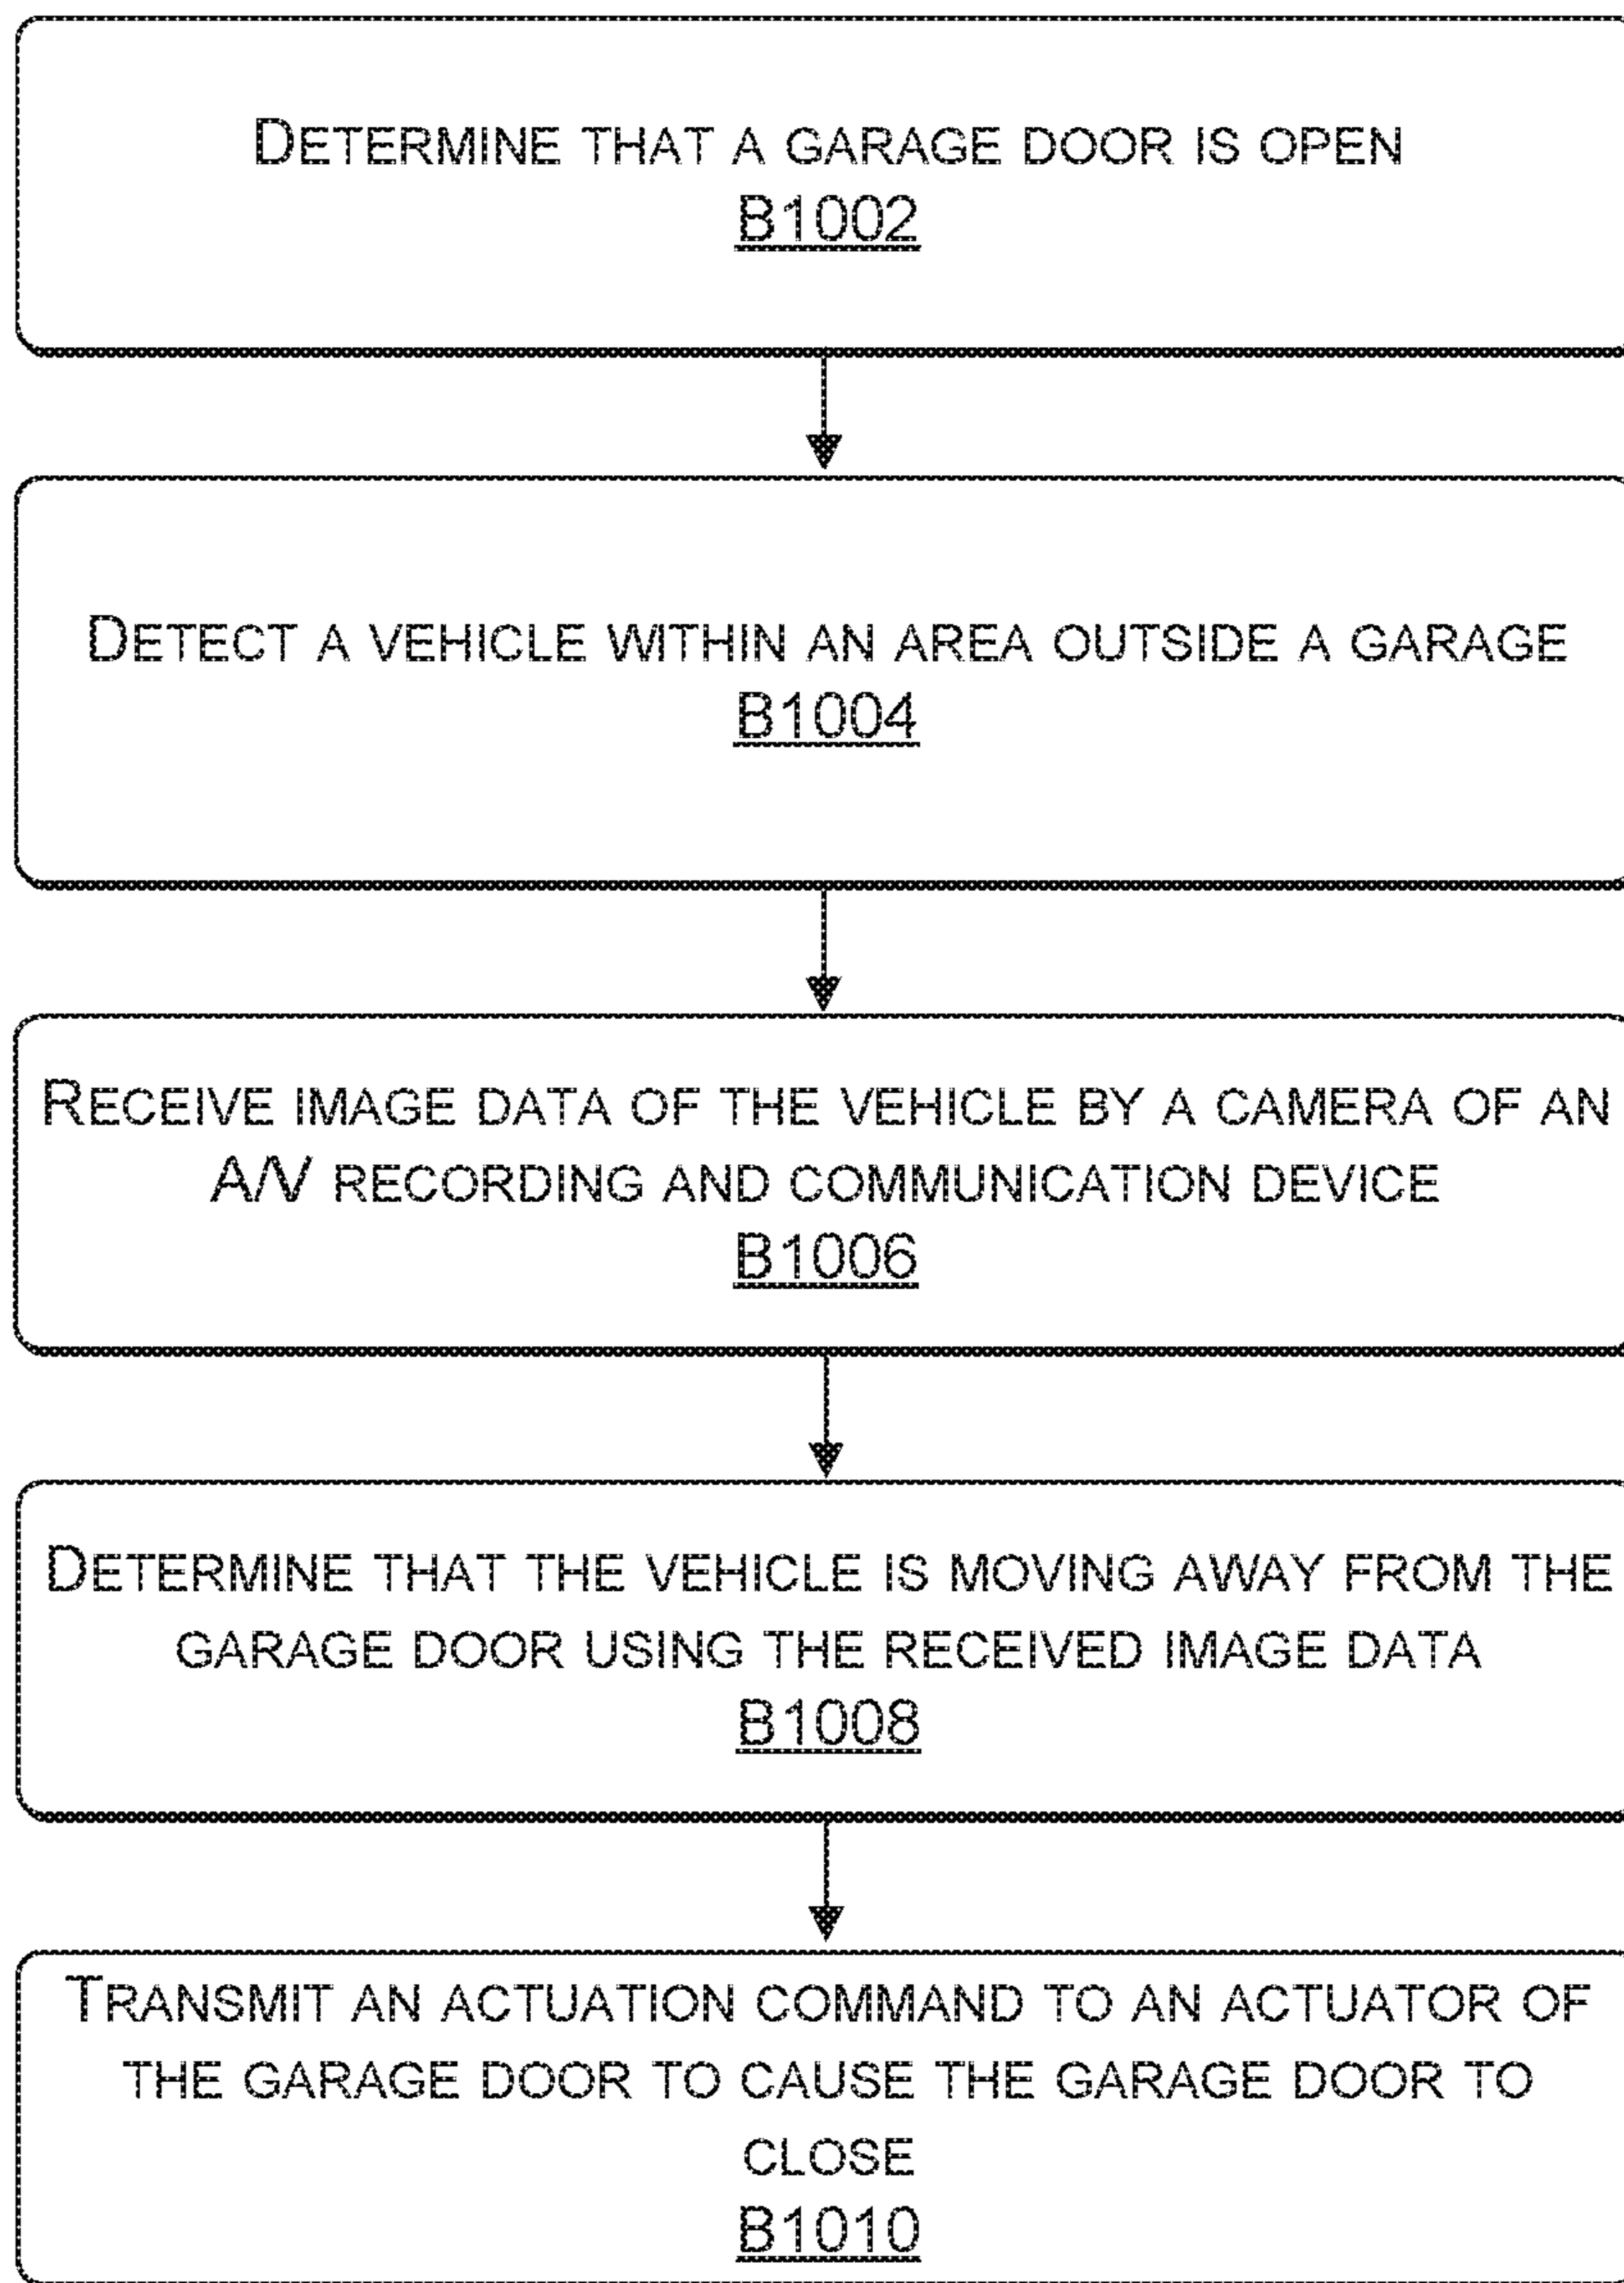 DETERMINE THAT A GARAGE DOOR IS OPEN
B1002
DETECT A VEHICLE WITHIN AN AREA OUTSIDE A GARAGE
B1004
RECEIVE IMAGE DATA OF THE VEHICLE BY A CAMERA OF AN
A/V RECORDING AND COMMUNICATION DEVICE
B1006
DETERMINE THAT THE VEHICLE IS MOVING AWAY FROM THE
GARAGE DOOR USING THE RECEIVED IMAGE DATA
B1008
TRANSMIT AN ACTUATION COMMAND TO AN ACTUATOR OF
THE GARAGE DOOR TO CAUSE THE GARAGE DOOR TO
CLOSE
B1010